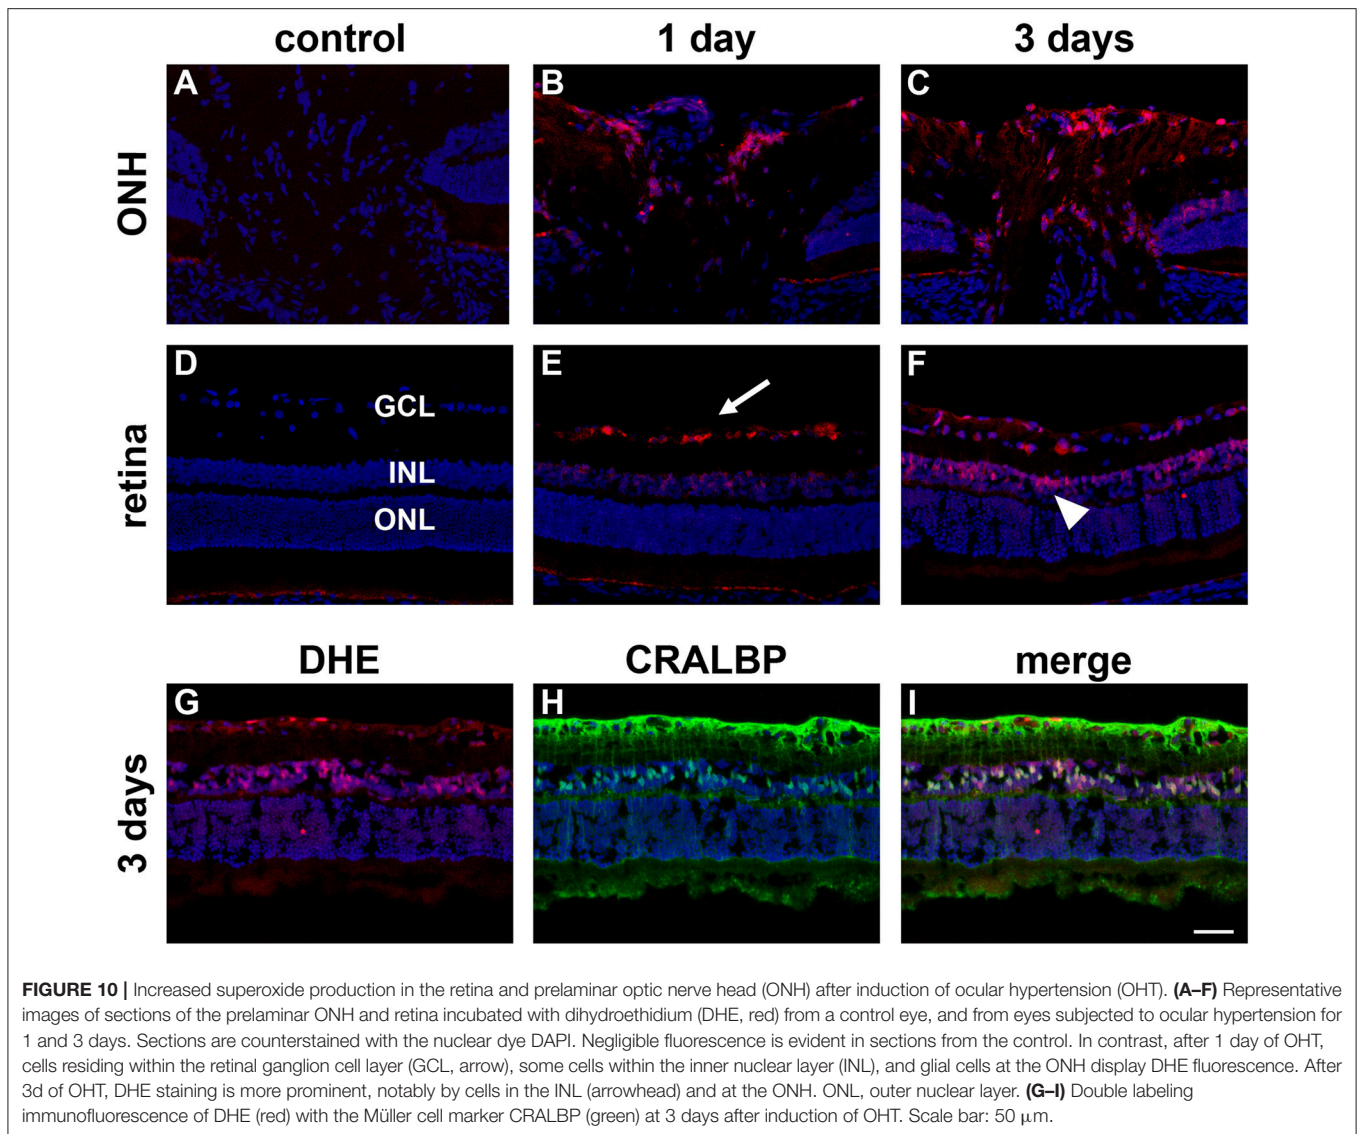 control 1 day 3 days
ONH
A B C
retina
D E F
GCL
INL
ONL
DHE CRALBP merge
3 days
G H I
FIGURE 10 | Increased superoxide production in the retina and prelaminar optic nerve head (ONH) after induction of ocular hypertension (OHT). (A–F) Representative
images of sections of the prelaminar ONH and retina incubated with dihydroethidium (DHE, red) from a control eye, and from eyes subjected to ocular hypertension for
1 and 3 days. Sections are counterstained with the nuclear dye DAPI. Negligible fluorescence is evident in sections from the control. In contrast, after 1 day of OHT,
cells residing within the retinal ganglion cell layer (GCL, arrow), some cells within the inner nuclear layer (INL), and glial cells at the ONH display DHE fluorescence. After
3d of OHT, DHE staining is more prominent, notably by cells in the INL (arrowhead) and at the ONH. ONL, outer nuclear layer. (G–I) Double labeling
immunofluorescence of DHE (red) with the Müller cell marker CRALBP (green) at 3 days after induction of OHT. Scale bar: 50 μm.